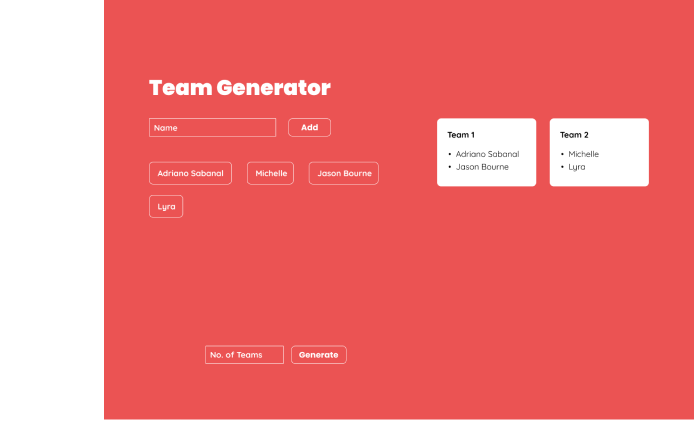 Team Generator
Name
Add
Adriano Sabanal
Michelle
Jason Bourne
Lyra
No. of Teams
Generate
Team 1
• Adriano Sabanal
• Jason Bourne
Team 2
• Michelle
• Lyra